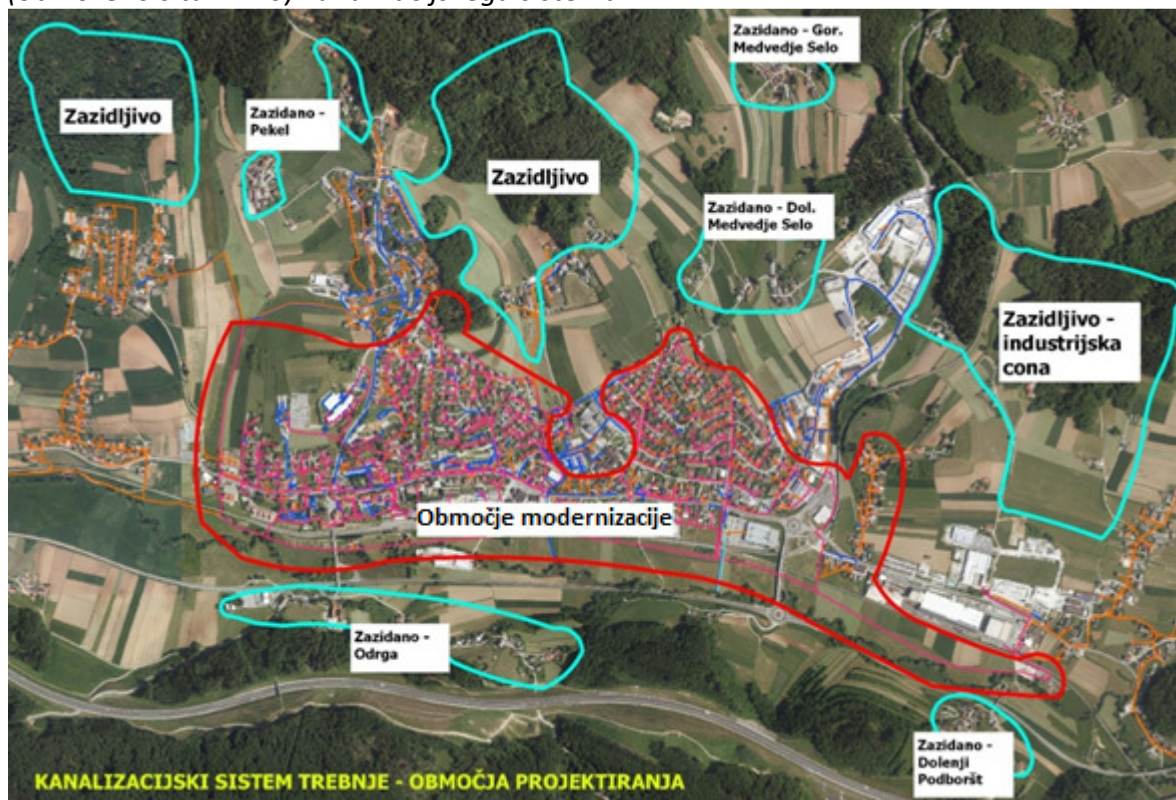 Zazidano - Gor.
Medvedje Selo
Zazidljivo
Zazidano -
Pekel
Zazidljivo
Zazidano - Dol.
Medvedje Selo
Zazidljivo -
industrijska
cona
Območje modernizacije
Zazidano -
Odrga
Zazidano -
Dolenji
Podboršt
KANALIZACIJSKI SISTEM TREBNJE - OBMOČJA PROJEKTIRANJA